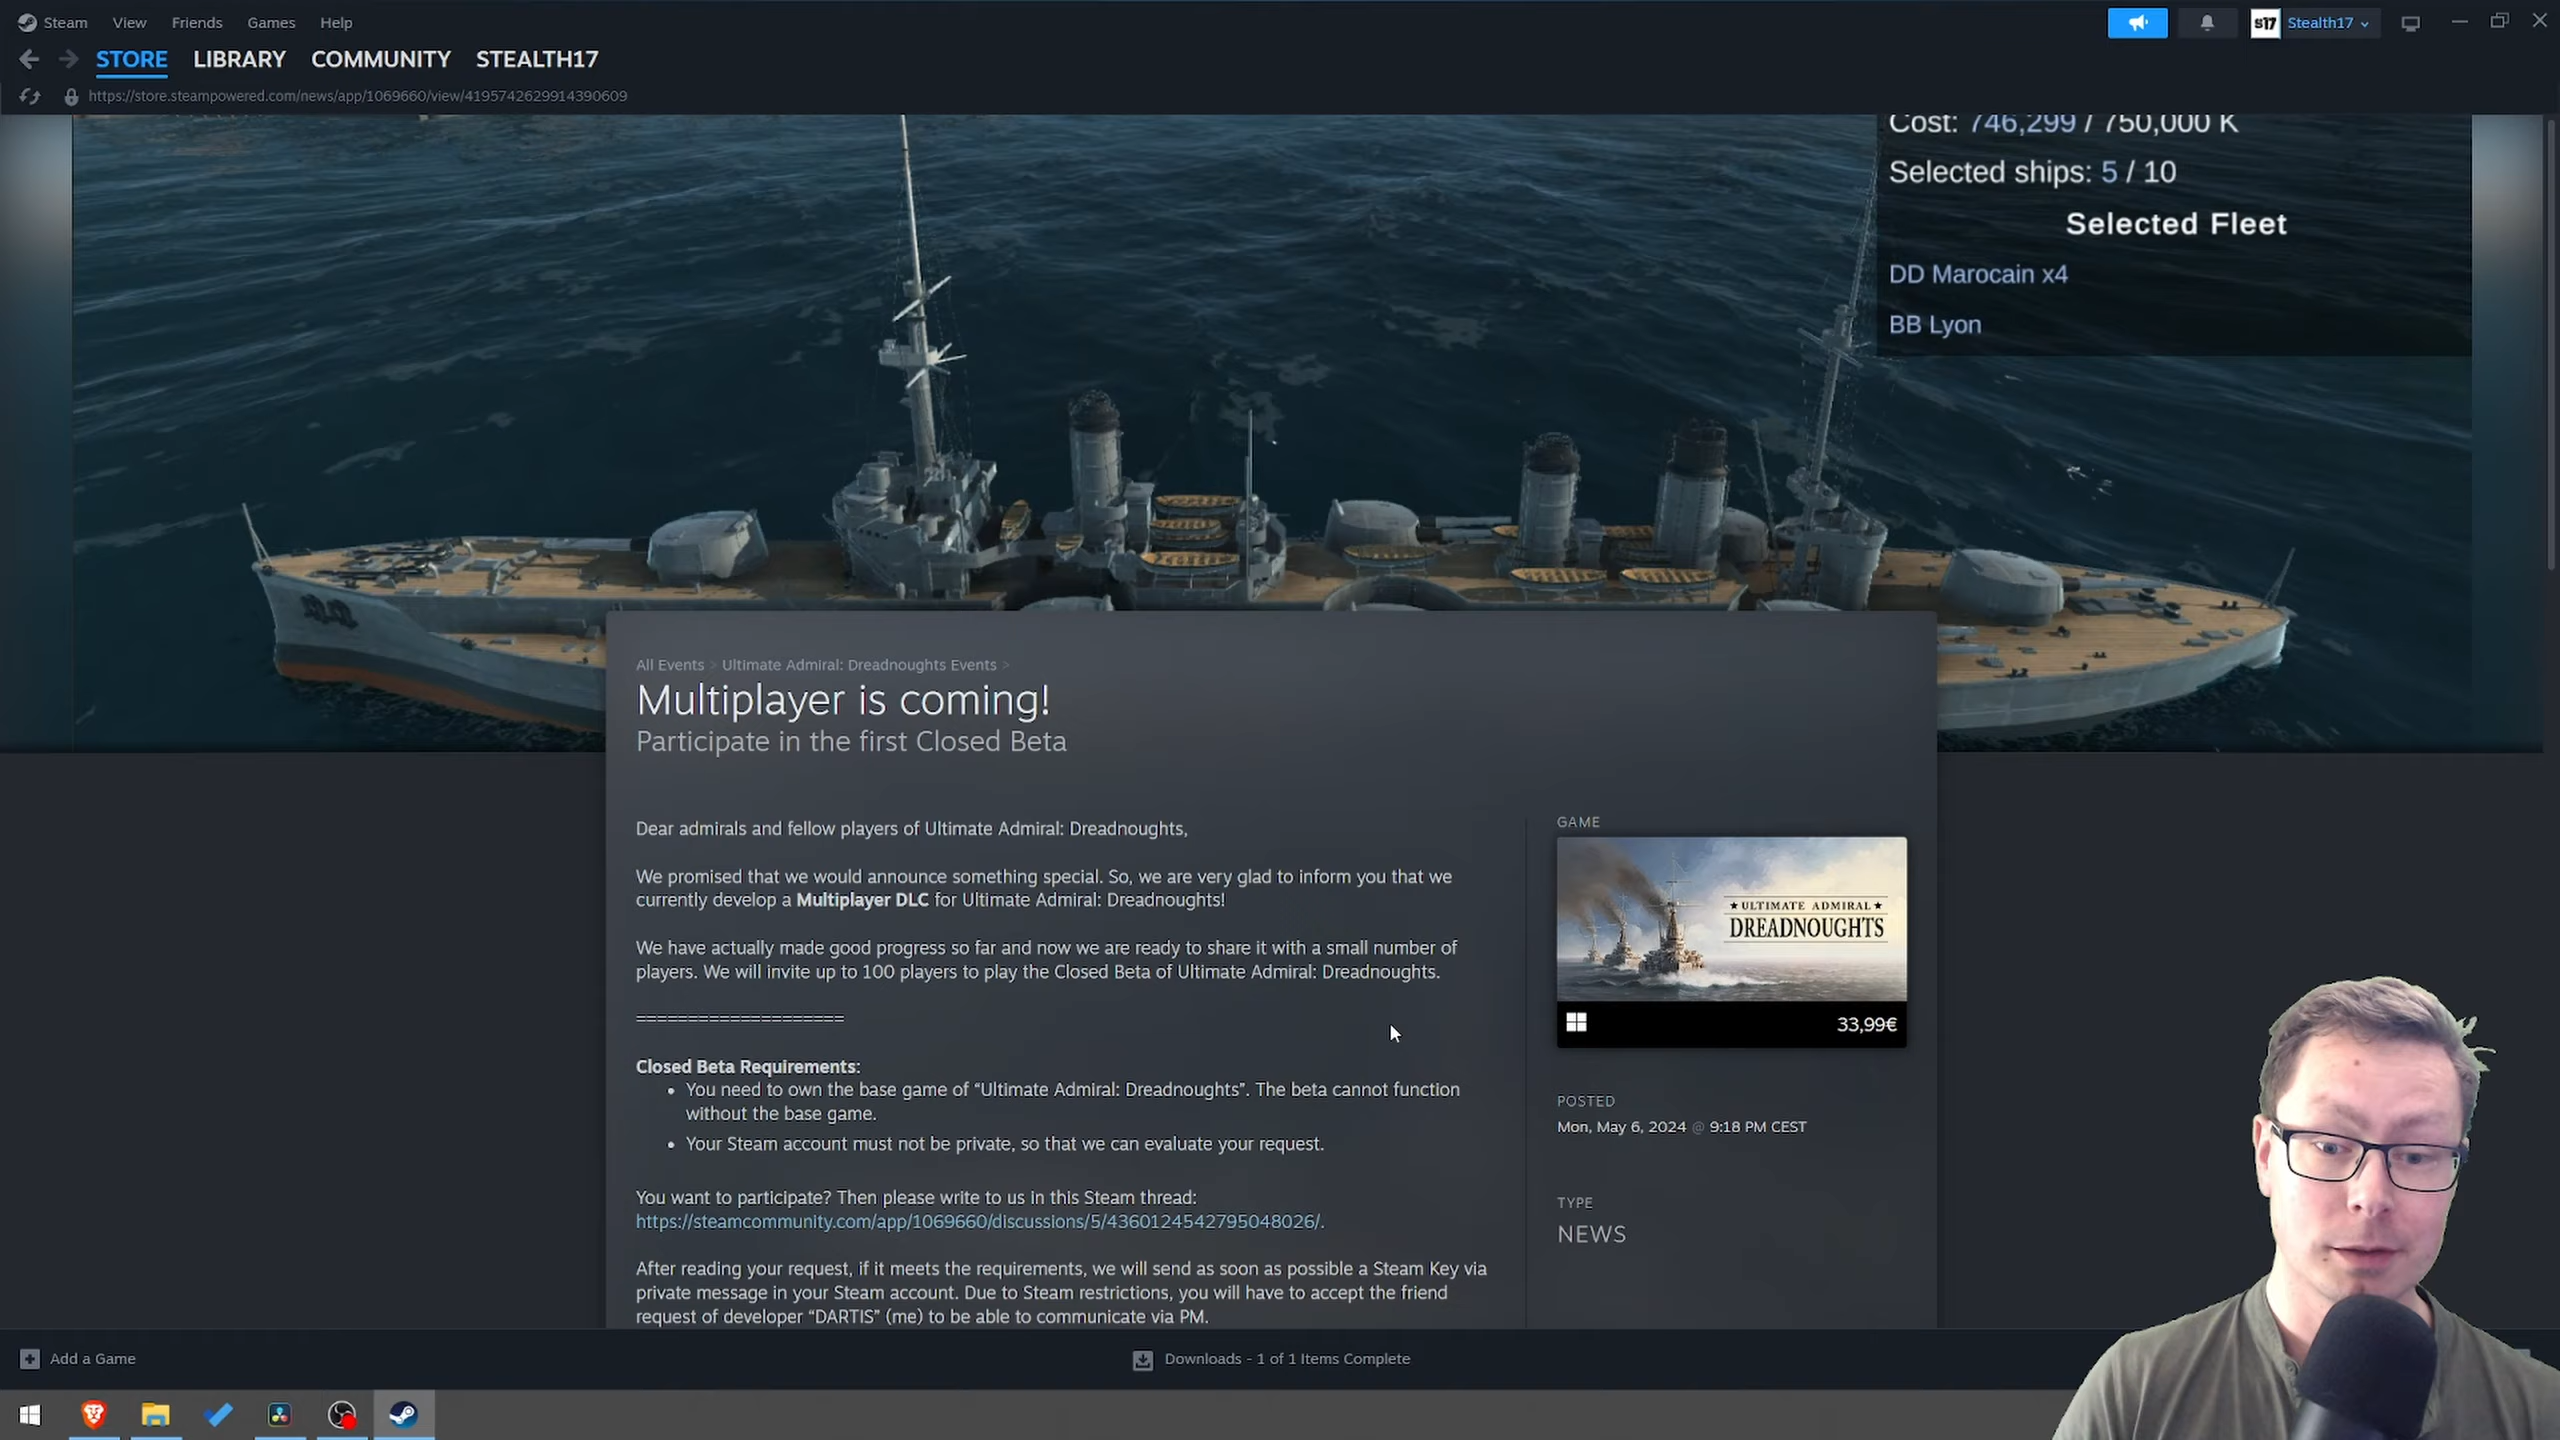 Steam View Friends Games Help
s17 Stealth17
STORE LIBRARY COMMUNITY STEALTH17
https://store.steampowered.com/news/app/1069660/view/4195742629914390609
Cost: 746,299 / 750,000 K
Selected ships: 5 / 10
Selected Fleet
DD Marocain x4
BB Lyon
All Events > Ultimate Admiral: Dreadnoughts Events >
Multiplayer is coming!
Participate in the first Closed Beta
Dear admirals and fellow players of Ultimate Admiral: Dreadnoughts,
We promised that we would announce something special. So, we are very glad to inform you that we
currently develop a Multiplayer DLC for Ultimate Admiral: Dreadnoughts!
We have actually made good progress so far and now we are ready to share it with a small number of
players. We will invite up to 100 players to play the Closed Beta of Ultimate Admiral: Dreadnoughts.
====================
Closed Beta Requirements:
• You need to own the base game of “Ultimate Admiral: Dreadnoughts”. The beta cannot function
without the base game.
• Your Steam account must not be private, so that we can evaluate your request.
You want to participate? Then please write to us in this Steam thread:
https://steamcommunity.com/app/1069660/discussions/5/4360124542795048026/.
After reading your request, if it meets the requirements, we will send as soon as possible a Steam Key via
private message in your Steam account. Due to Steam restrictions, you will have to accept the friend
request of developer “DARTIS” (me) to be able to communicate via PM.
GAME
★ ULTIMATE ADMIRAL ★
DREADNOUGHTS
33,99€
POSTED
Mon, May 6, 2024 @ 9:18 PM CEST
TYPE
NEWS
Add a Game
Downloads - 1 of 1 Items Complete